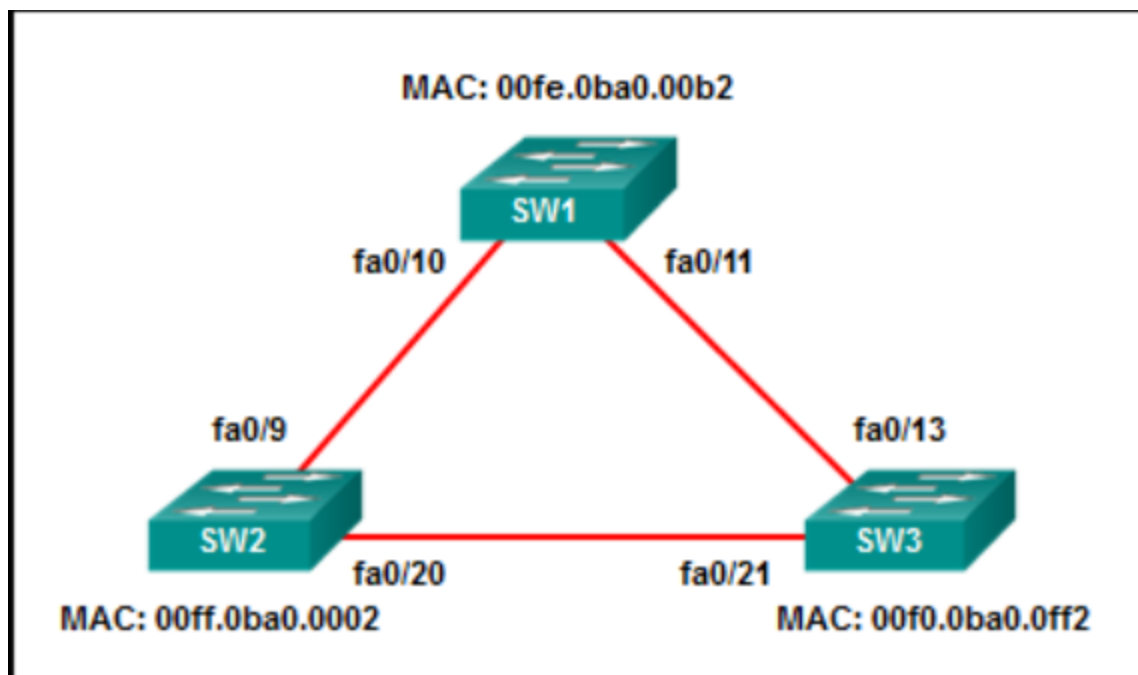 MAC: 00fe.0ba0.00b2
SW1
fa0/10
fa0/11
fa0/9
fa0/13
SW2
SW3
fa0/20
fa0/21
MAC: 00ff.0ba0.0002
MAC: 00f0.0ba0.0ff2